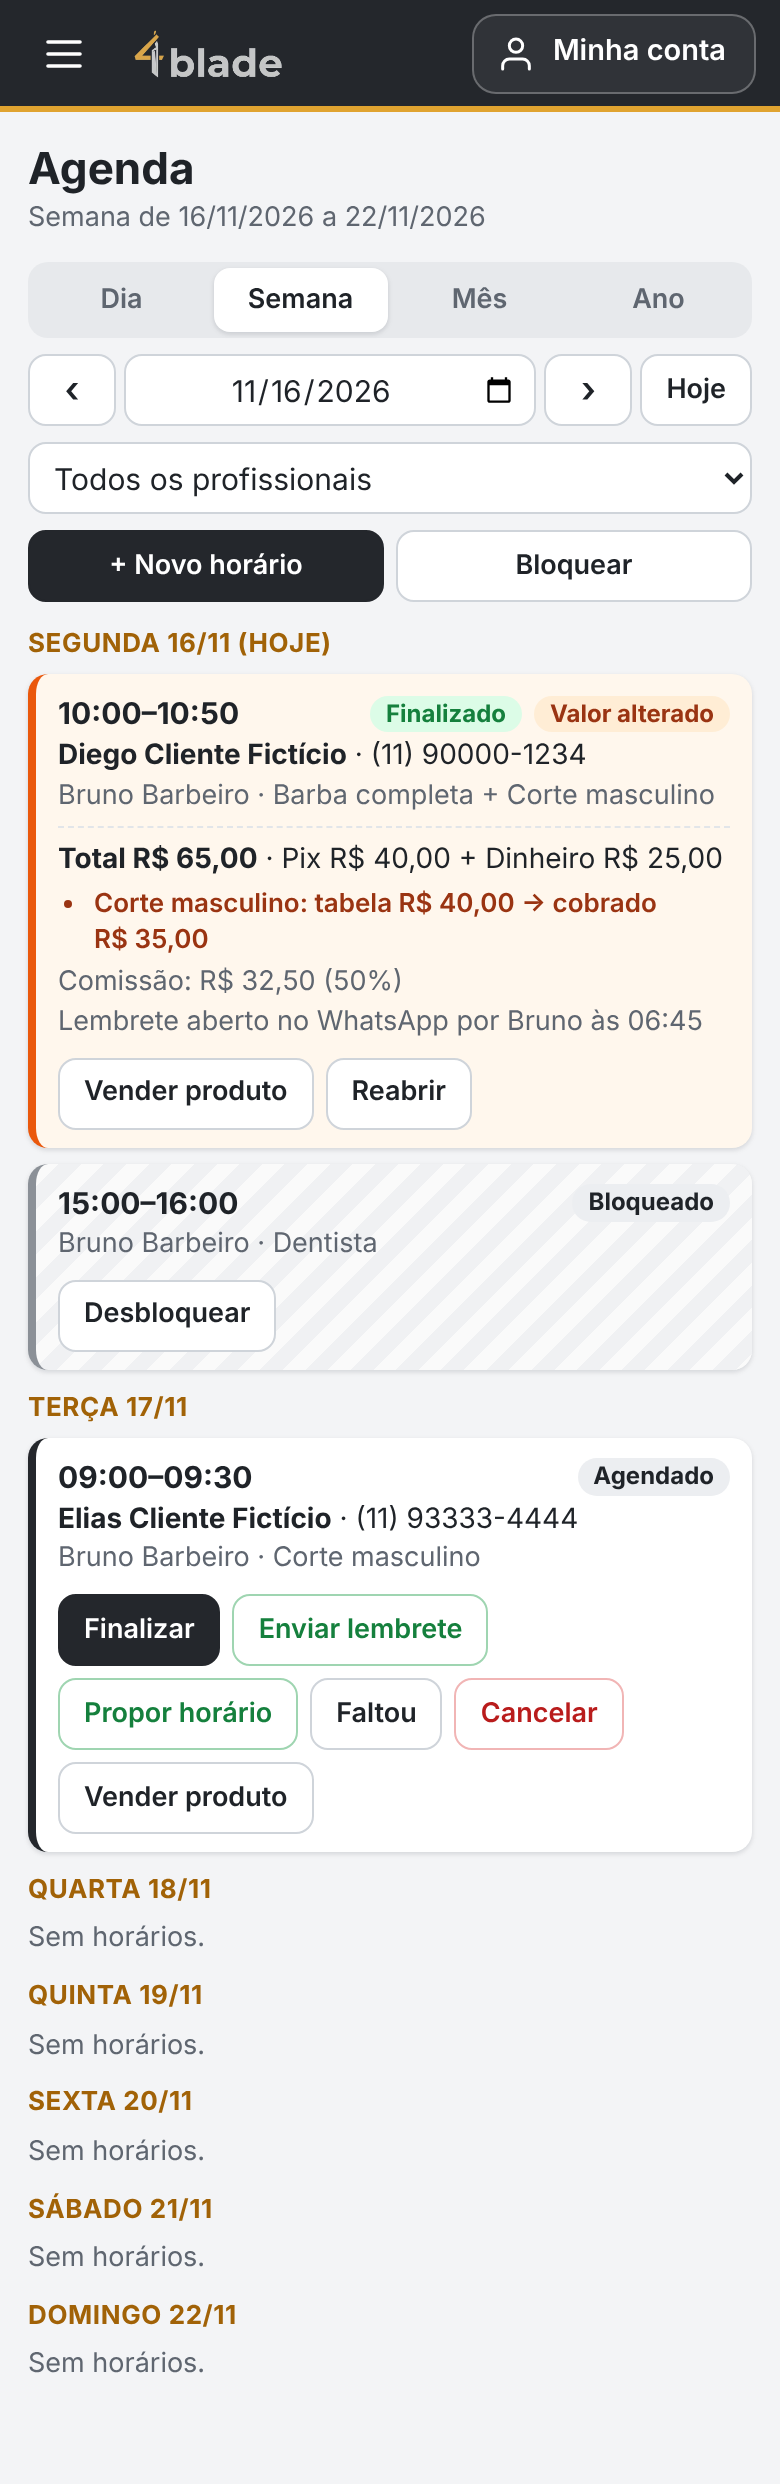 4blade
Minha conta
Agenda
Semana de 16/11/2026 a 22/11/2026
Dia Semana Mês Ano
‹ 11/16/2026 › Hoje
Todos os profissionais
+ Novo horário Bloquear
SEGUNDA 16/11 (HOJE)
10:00–10:50 Finalizado Valor alterado
Diego Cliente Fictício · (11) 90000-1234
Bruno Barbeiro · Barba completa + Corte masculino
Total R$ 65,00 · Pix R$ 40,00 + Dinheiro R$ 25,00
• Corte masculino: tabela R$ 40,00 → cobrado
R$ 35,00
Comissão: R$ 32,50 (50%)
Lembrete aberto no WhatsApp por Bruno às 06:45
Vender produto Reabrir
15:00–16:00 Bloqueado
Bruno Barbeiro · Dentista
Desbloquear
TERÇA 17/11
09:00–09:30 Agendado
Elias Cliente Fictício · (11) 93333-4444
Bruno Barbeiro · Corte masculino
Finalizar Enviar lembrete
Propor horário Faltou Cancelar
Vender produto
QUARTA 18/11
Sem horários.
QUINTA 19/11
Sem horários.
SEXTA 20/11
Sem horários.
SÁBADO 21/11
Sem horários.
DOMINGO 22/11
Sem horários.